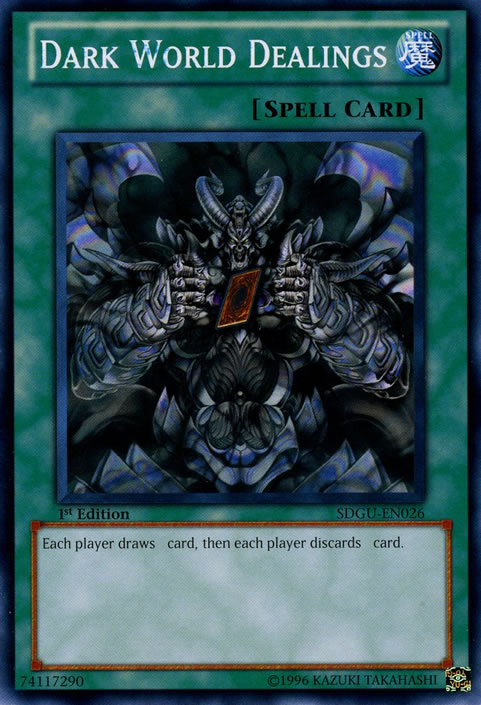 DARK WORLD DEALINGS
SPELL
魔
[SPELL CARD]
1st Edition
SDGU-EN026
Each player draws card, then each player discards card.
74117290
©1996 KAZUKI TAKAHASHI